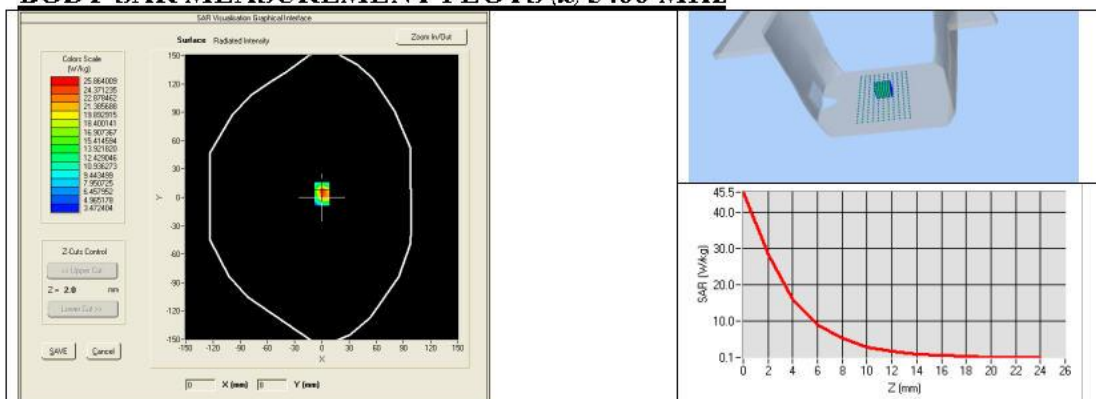 BODY SAR MEASUREMENT PLOTS @ 5400 MHz
SAR Visualisation Graphical Interface
Surface Radiated Intensity
Zoom In/Out
Colors Scale
(W/kg)
25.864009
24.371235
22.878462
21.385688
19.892915
18.400141
16.907367
15.414594
13.921820
12.429046
10.936273
9.443499
7.950725
6.457952
4.965178
3.472404
Z-Cuts Control
<< Upper Cut
Z = 2.0 mm
Lower Cut >>
SAVE Cancel
150
120
90
60
30
Y 0
-30
-60
-90
-120
-150
-150 -120 -90 -60 -30 0 30 60 90 120 150
X
0 X (mm) 0 Y (mm)
45.5
40.0
30.0
20.0
10.0
0.1
SAR (W/kg)
0 2 4 6 8 10 12 14 16 18 20 22 24 26
Z (mm)